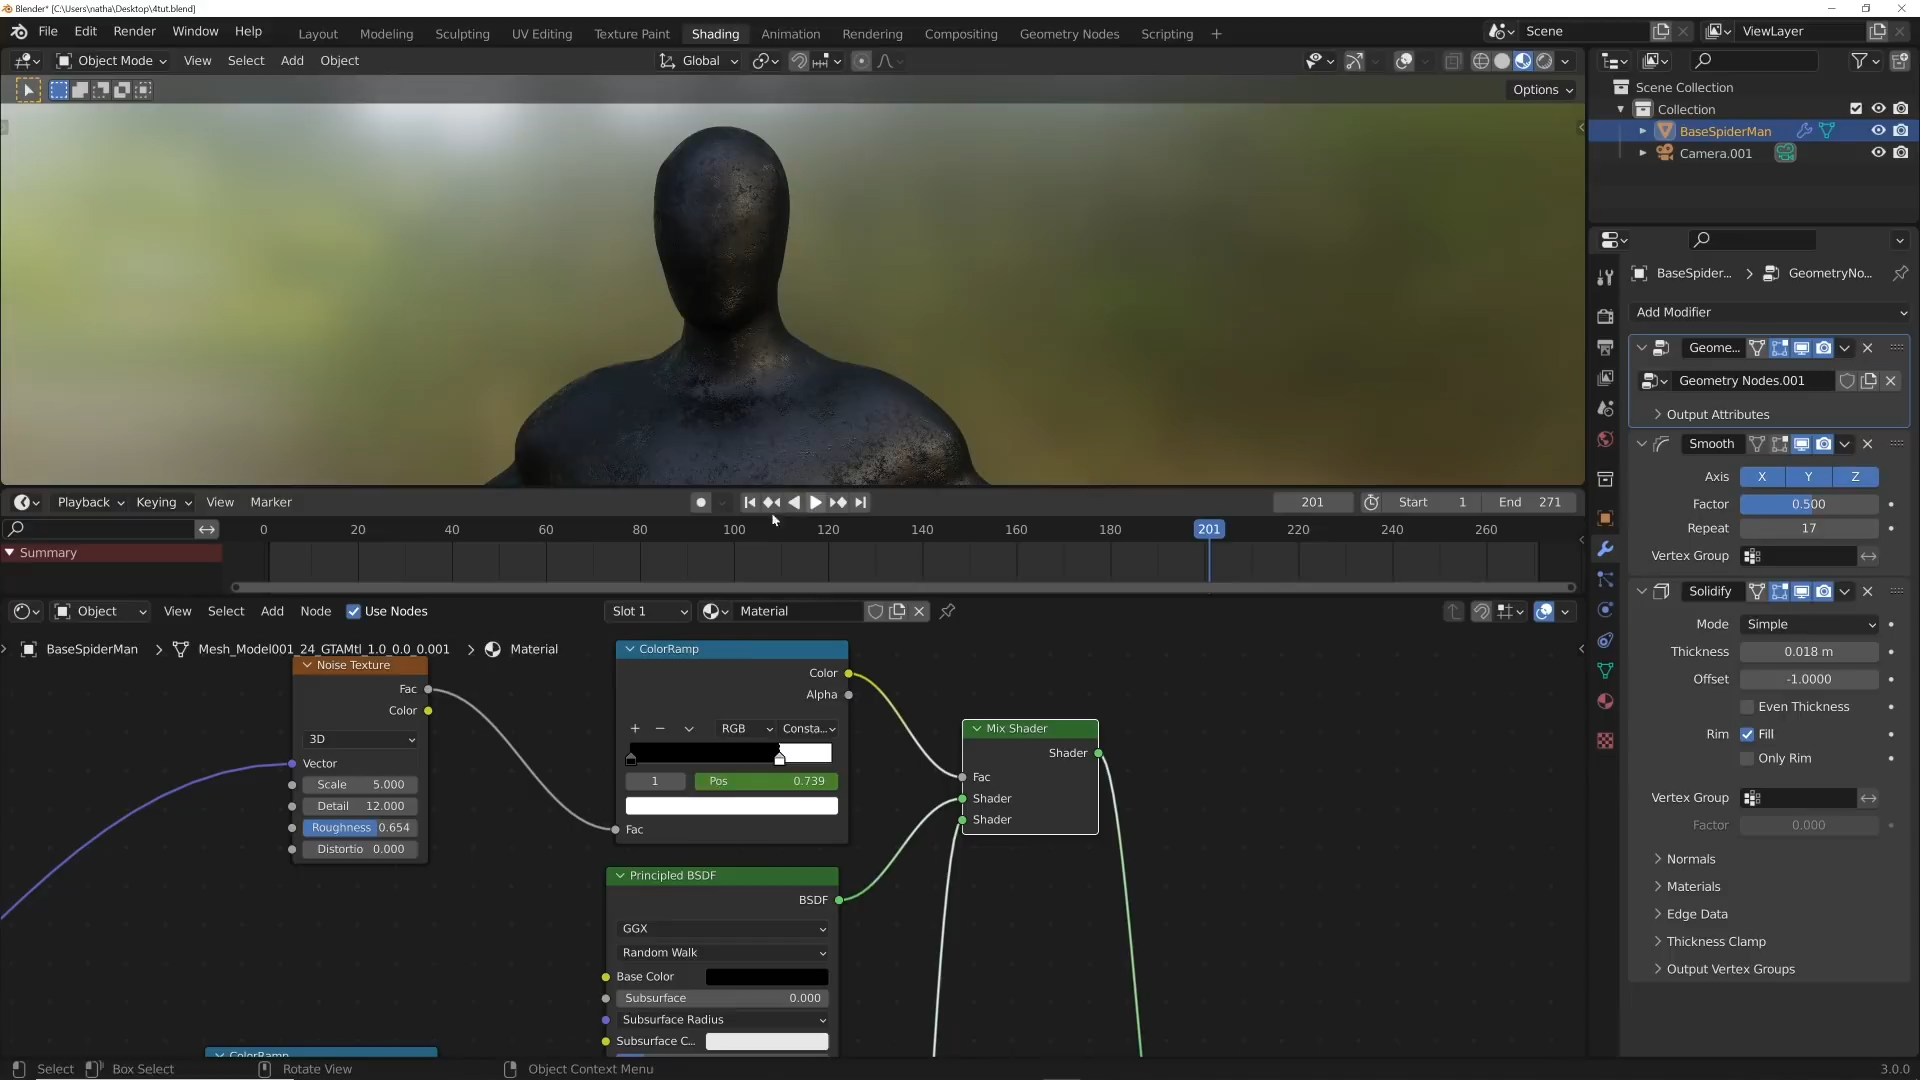 Blender* [C:\Users\natha\Desktop\4tut.blend]
File Edit Render Window Help Layout Modeling Sculpting UV Editing Texture Paint Shading Animation Rendering Compositing Geometry Nodes Scripting + Scene ViewLayer
Object Mode View Select Add Object Global
Options
Scene Collection
Collection
BaseSpiderMan
Camera.001
BaseSpider... > GeometryNo...
Add Modifier
Geome...
Geometry Nodes.001
Output Attributes
Smooth
Axis X Y Z
Factor 0.500
Repeat 17
Vertex Group
Solidify
Mode Simple
Thickness 0.018 m
Offset -1.0000
Even Thickness
Rim Fill
Only Rim
Vertex Group
Factor 0.000
Normals
Materials
Edge Data
Thickness Clamp
Output Vertex Groups
Playback Keying View Marker 201 Start 1 End 271
0 20 40 60 80 100 120 140 160 180 201 220 240 260
Summary
Object View Select Add Node Use Nodes Slot 1 Material
BaseSpiderMan > Mesh_Model001_24_GTAMtl_1.0_0.0_0.001 > Material
Noise Texture
Fac
Color
3D
Vector
Scale 5.000
Detail 12.000
Roughness 0.654
Distortio 0.000
ColorRamp
Color
Alpha
+ − RGB Consta...
1 Pos 0.739
Fac
Mix Shader
Shader
Fac
Shader
Shader
Principled BSDF
BSDF
GGX
Random Walk
Base Color
Subsurface 0.000
Subsurface Radius
Subsurface C...
ColorRamp
Select Box Select Rotate View Object Context Menu 3.0.0